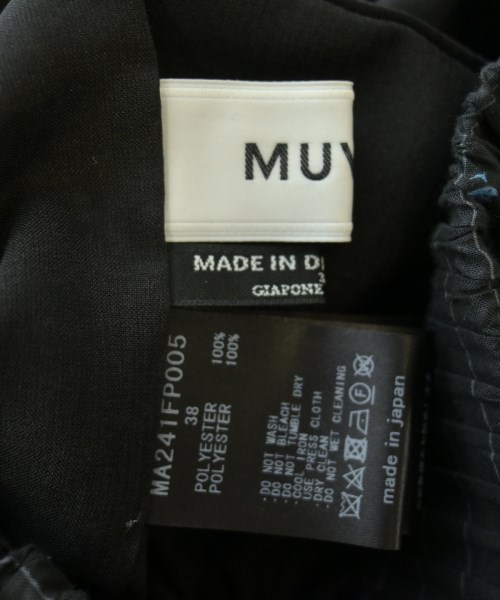 MUV
MADE IN D
GIAPONE
MA241FP005
38
POLYESTER 100%
POLYESTER 100%
·DO NOT WASH
·DO NOT BLEACH
·DO NOT TUMBLE DRY
·COOL IRON
·USE PRESS CLOTH
·DRY CLEAN
·DO NOT WET CLEANING
made in japan